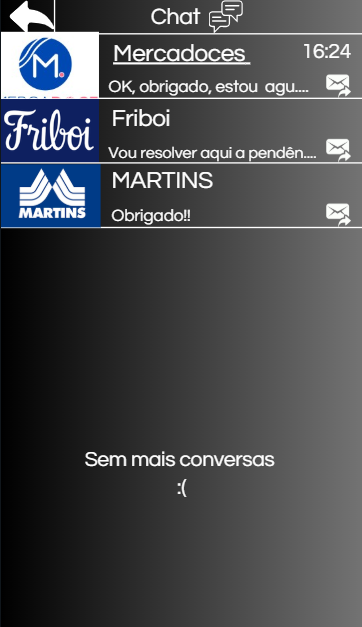 Chat
M.
Mercadoces
16:24
OK, obrigado, estou agu....
Friboi
Friboi
Vou resolver aqui a pendên....
MARTINS
MARTINS
Obrigado!!
Sem mais conversas
:(